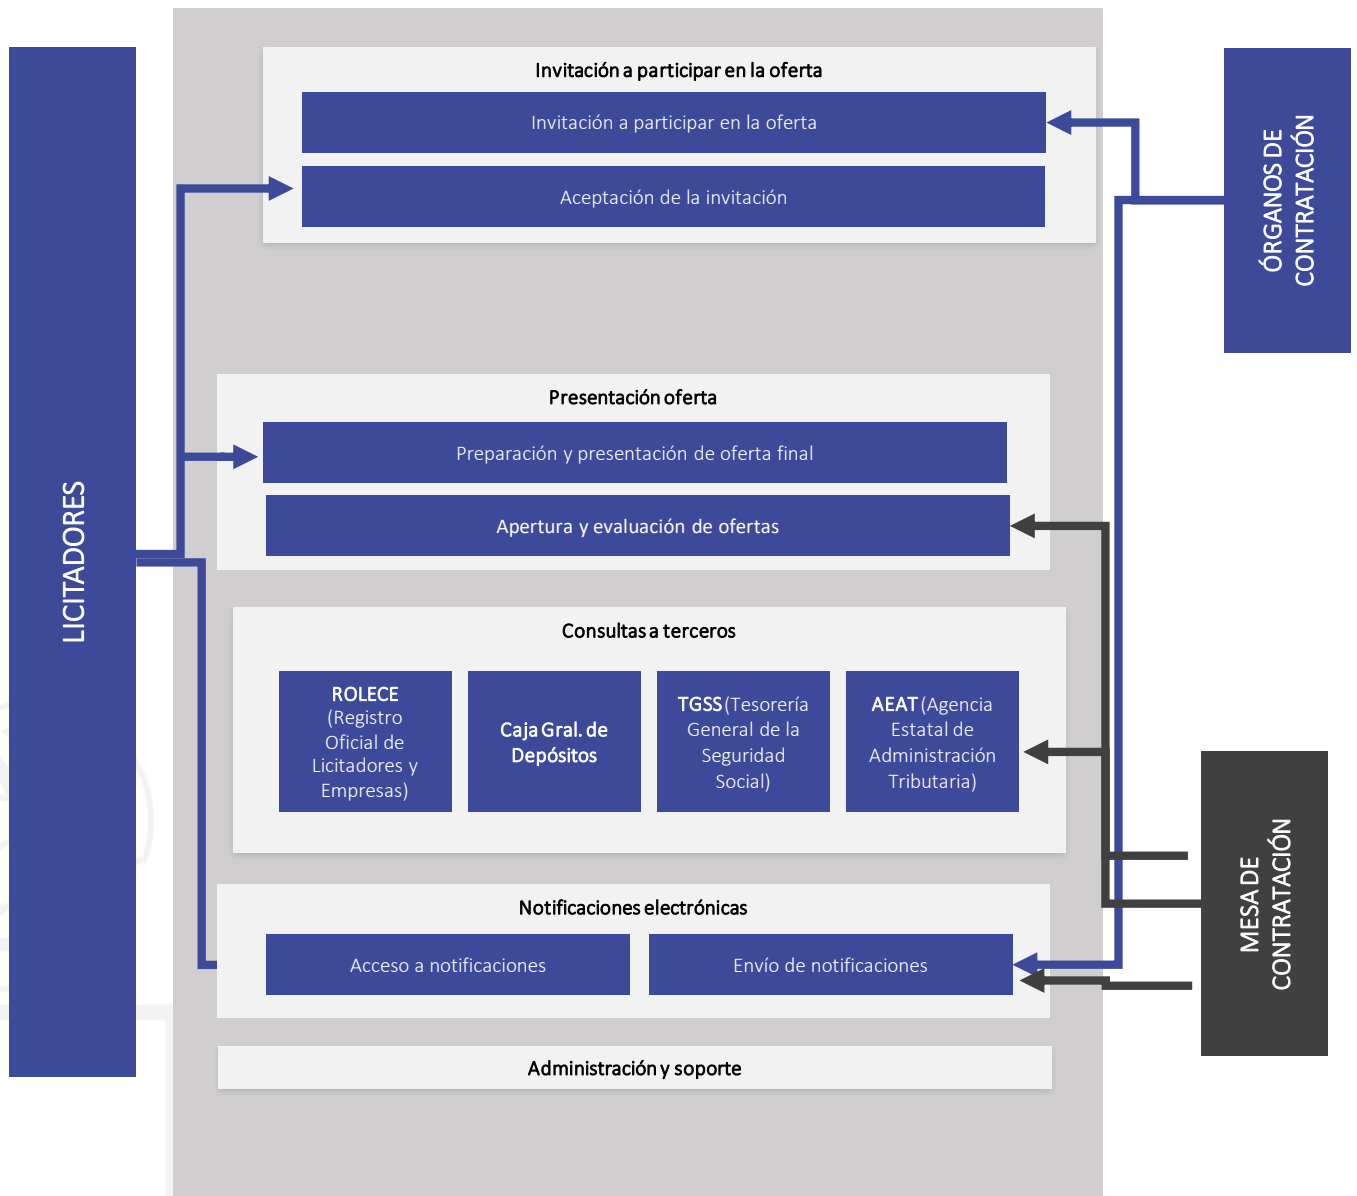 Invitación a participar en la oferta
Invitación a participar en la oferta
Aceptación de la invitación
LICITADORES
ÓRGANOS DE
CONTRATACIÓN
Presentación oferta
Preparación y presentación de oferta final
Apertura y evaluación de ofertas
Consultas a terceros
ROLECE
(Registro
Oficial de
Licitadores y
Empresas)
Caja Gral. de
Depósitos
TGSS (Tesorería
General de la
Seguridad
Social)
AEAT (Agencia
Estatal de
Administración
Tributaria)
MESA DE
CONTRATACIÓN
Notificaciones electrónicas
Acceso a notificaciones
Envío de notificaciones
Administración y soporte